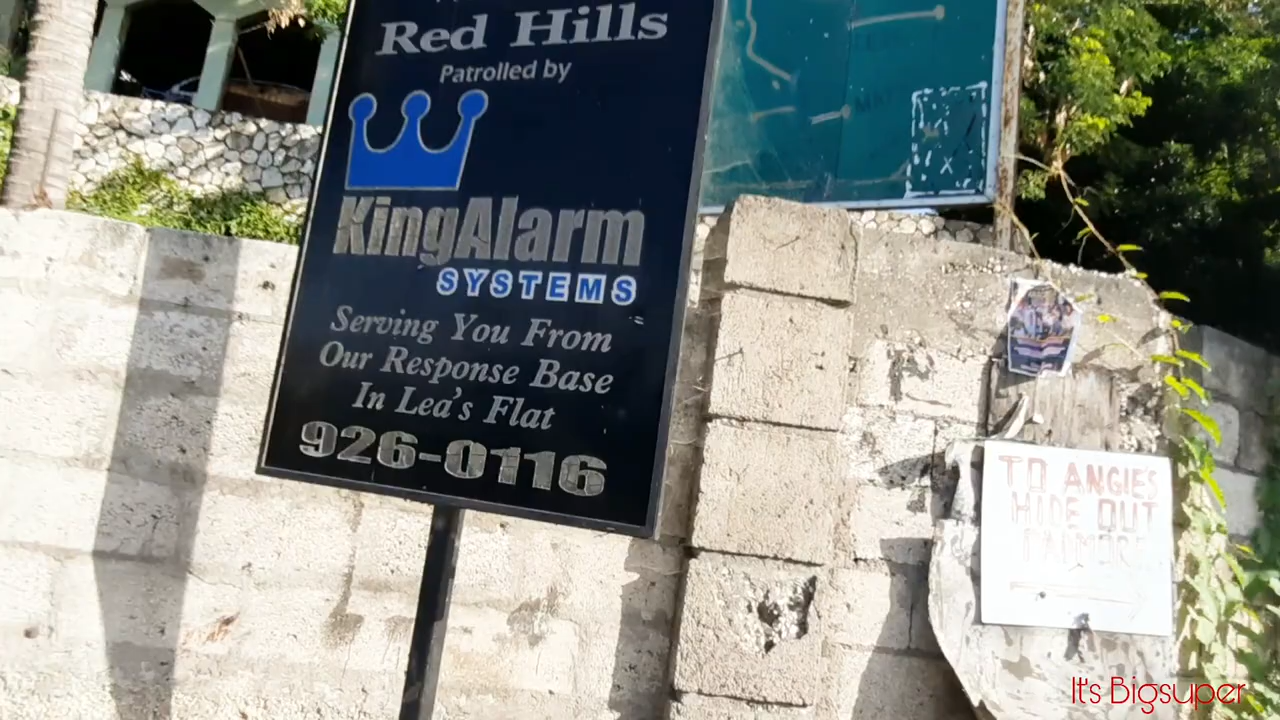 Red Hills
Patrolled by
KingAlarm
SYSTEMS
Serving You From
Our Response Base
In Lea's Flat
926-0116
TO ANGIES
HIDE OUT
PADMORE
It's Bigsuper